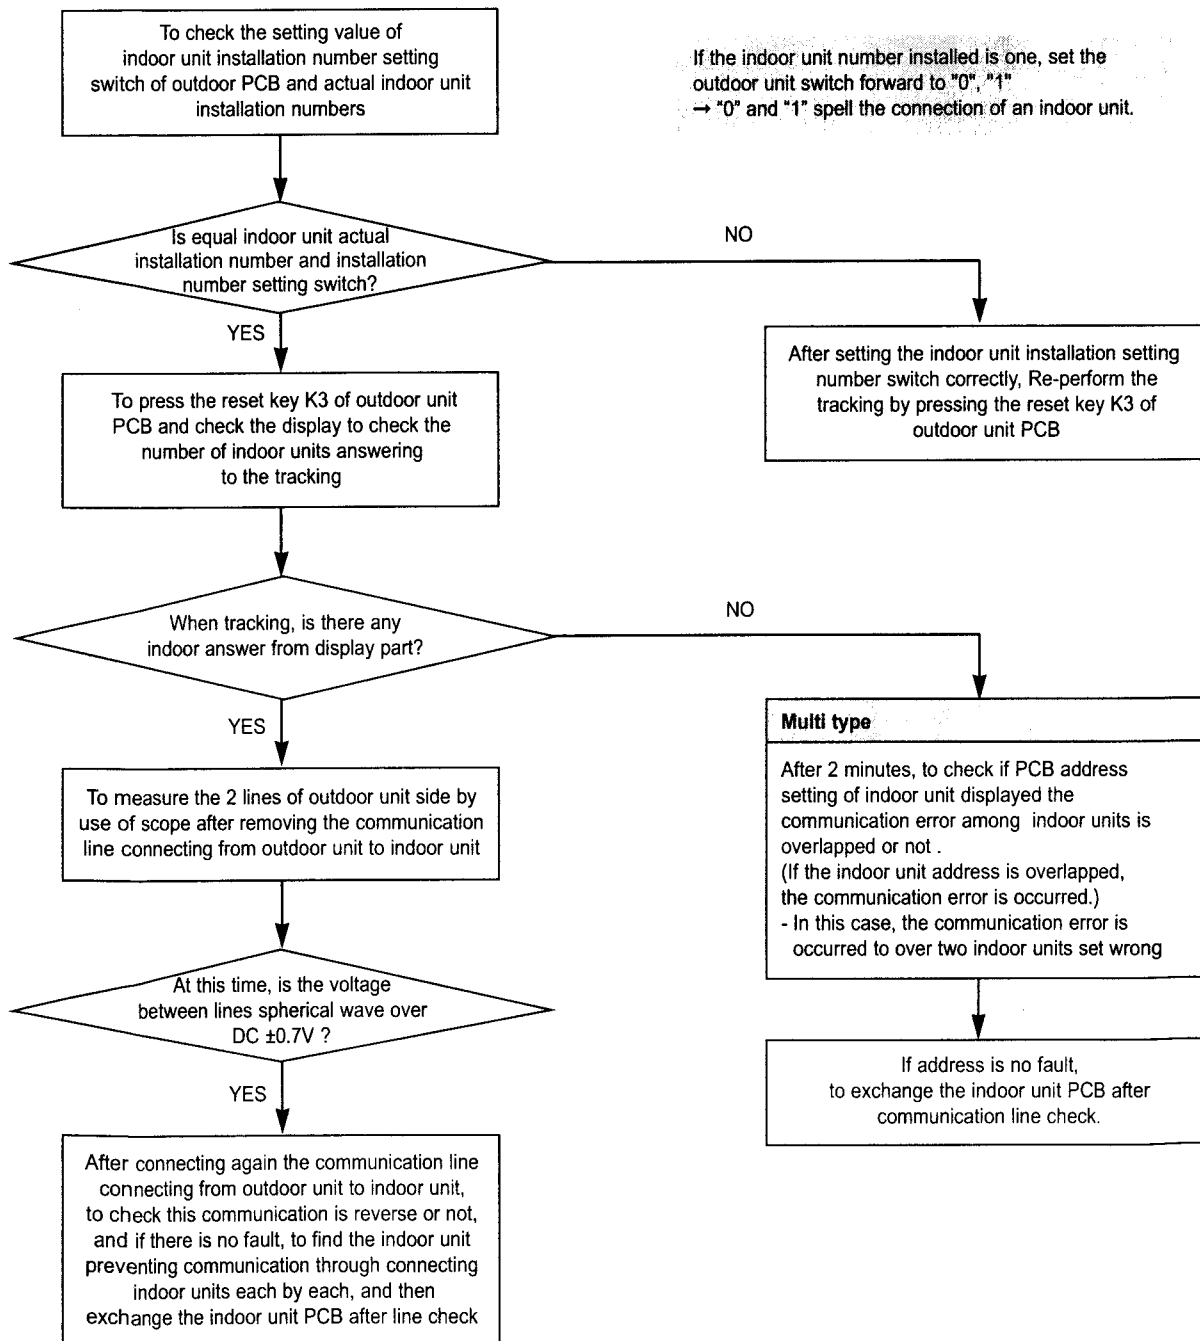 To check the setting value of
indoor unit installation number setting
switch of outdoor PCB and actual indoor unit
installation numbers
If the indoor unit number installed is one, set the
outdoor unit switch forward to "0", "1"
→ "0" and "1" spell the connection of an indoor unit.
Is equal indoor unit actual
installation number and installation
number setting switch?
NO
YES
After setting the indoor unit installation setting
number switch correctly, Re-perform the
tracking by pressing the reset key K3 of
outdoor unit PCB
To press the reset key K3 of outdoor unit
PCB and check the display to check the
number of indoor units answering
to the tracking
When tracking, is there any
indoor answer from display part?
NO
YES
Multi type
After 2 minutes, to check if PCB address
setting of indoor unit displayed the
communication error among indoor units is
overlapped or not .
(If the indoor unit address is overlapped,
the communication error is occurred.)
- In this case, the communication error is
occurred to over two indoor units set wrong
To measure the 2 lines of outdoor unit side by
use of scope after removing the communication
line connecting from outdoor unit to indoor unit
At this time, is the voltage
between lines spherical wave over
DC ±0.7V ?
YES
If address is no fault,
to exchange the indoor unit PCB after
communication line check.
After connecting again the communication line
connecting from outdoor unit to indoor unit,
to check this communication is reverse or not,
and if there is no fault, to find the indoor unit
preventing communication through connecting
indoor units each by each, and then
exchange the indoor unit PCB after line check